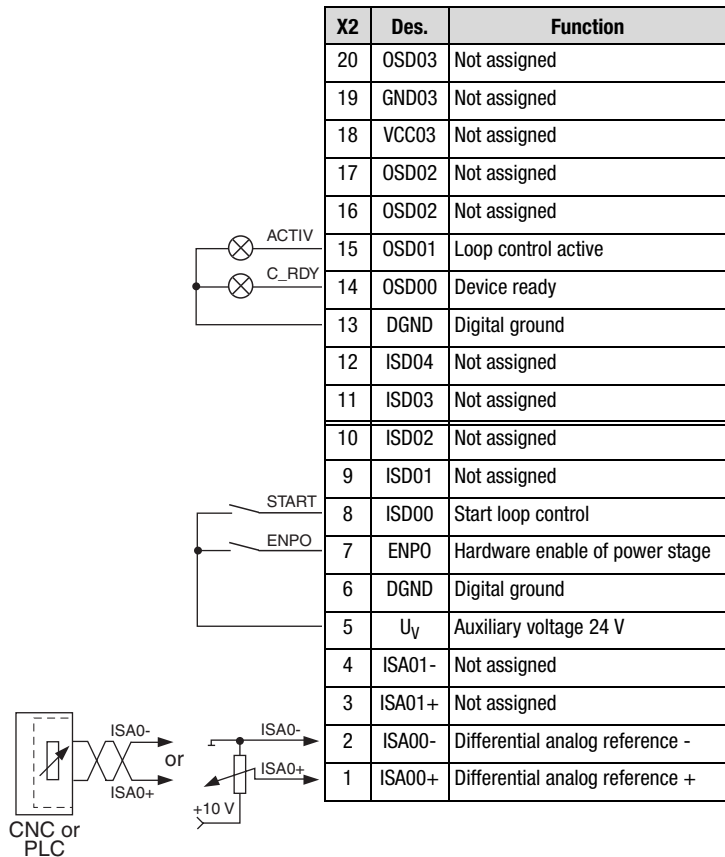 X2 Des. Function
20 OSD03 Not assigned
19 GND03 Not assigned
18 VCC03 Not assigned
17 OSD02 Not assigned
16 OSD02 Not assigned
ACTIV 15 OSD01 Loop control active
C_RDY 14 OSD00 Device ready
13 DGND Digital ground
12 ISD04 Not assigned
11 ISD03 Not assigned
10 ISD02 Not assigned
9 ISD01 Not assigned
START 8 ISD00 Start loop control
ENPO 7 ENPO Hardware enable of power stage
6 DGND Digital ground
5 UV Auxiliary voltage 24 V
4 ISA01- Not assigned
3 ISA01+ Not assigned
ISA0- or ISA0- 2 ISA00- Differential analog reference -
ISA0+ ISA0+ 1 ISA00+ Differential analog reference +
+10 V
CNC or
PLC